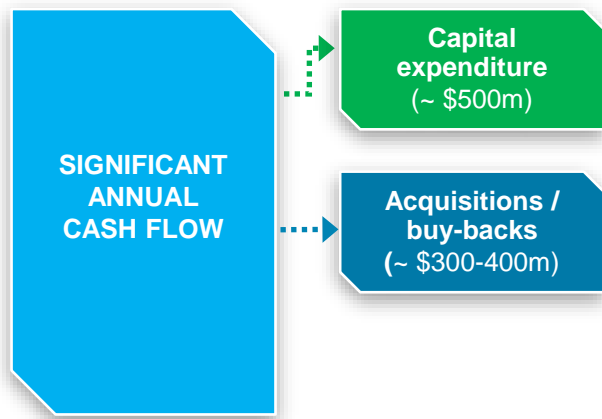 SIGNIFICANT
ANNUAL
CASH FLOW
Capital
expenditure
(~ $500m)
Acquisitions /
buy-backs
(~ $300-400m)